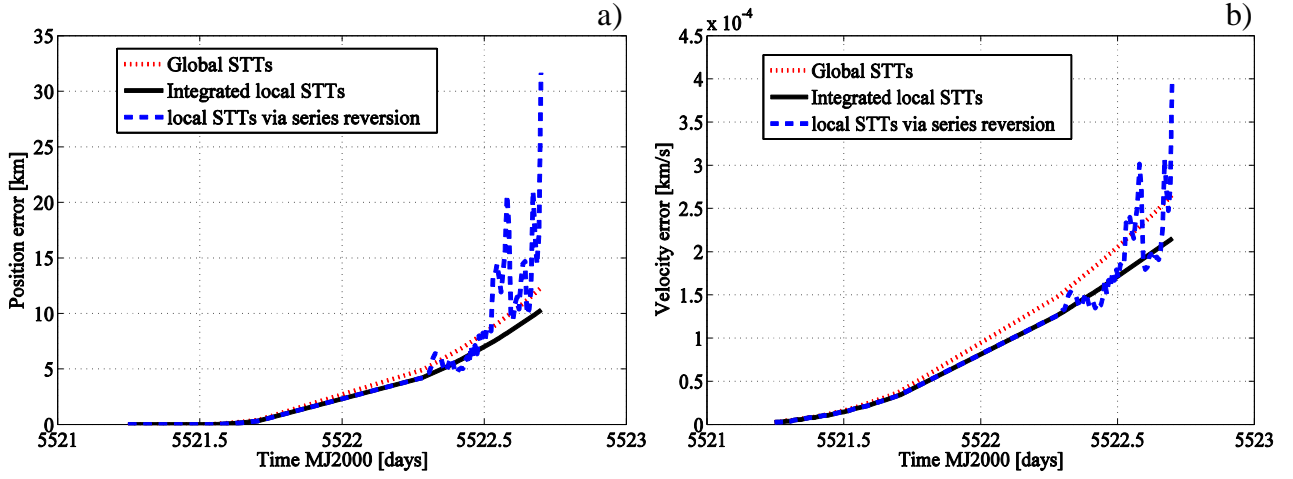 a)
35
30
25
20
15
10
5
0
Position error [km]
Global STTs
Integrated local STTs
local STTs via series reversion
5521
5521.5
5522
5522.5
5523
Time MJ2000 [days]
b)
x 10⁻⁴
4.5
4
3.5
3
2.5
2
1.5
1
0.5
0
Velocity error [km/s]
Global STTs
Integrated local STTs
local STTs via series reversion
5521
5521.5
5522
5522.5
5523
Time MJ2000 [days]